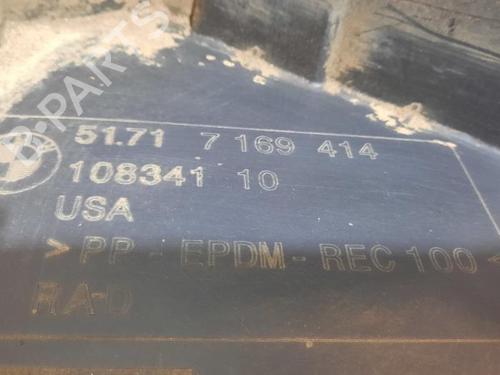 B-PARTS
51.71 7 169 414
108341 10
USA
> PP - EPDM - REC 100 <
RA-D